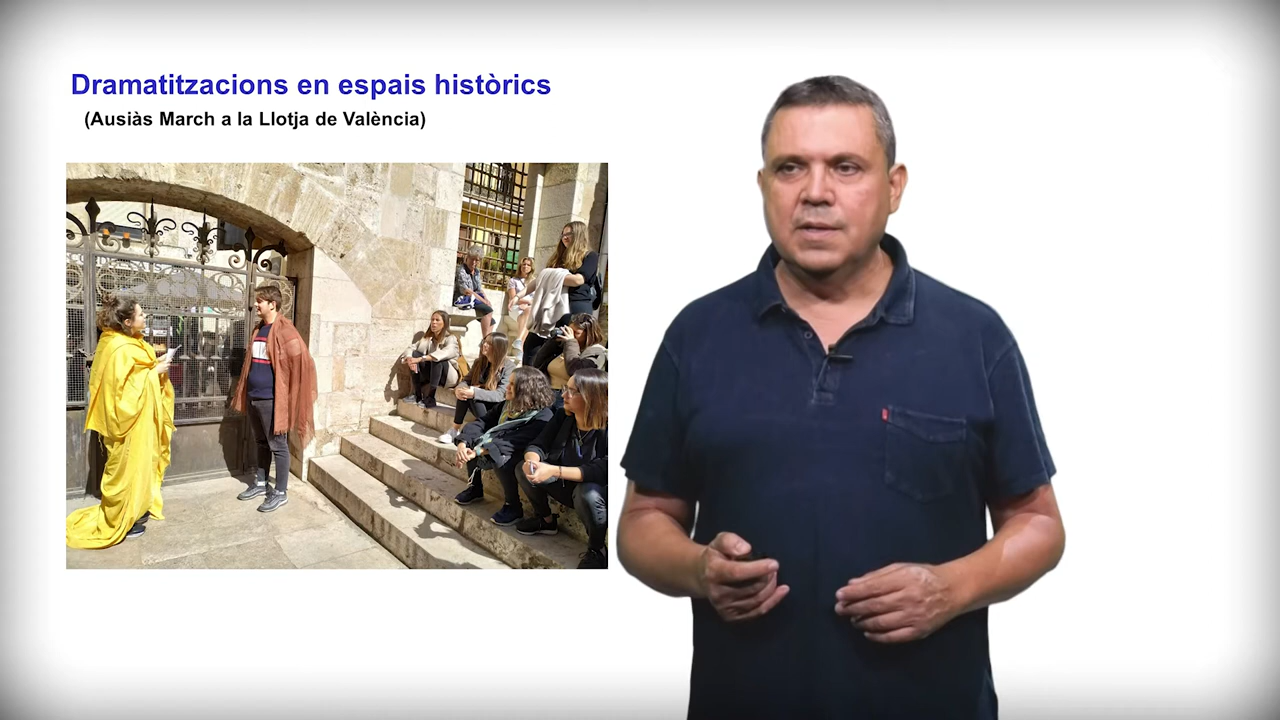 Dramatitzacions en espais històrics
(Ausiàs March a la Llotja de València)